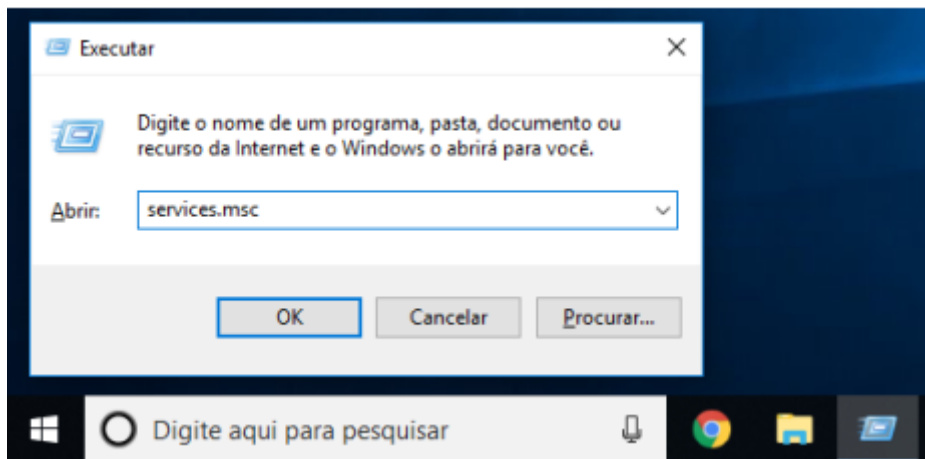 Executar
Digite o nome de um programa, pasta, documento ou
recurso da Internet e o Windows o abrirá para você.
Abrir:
services.msc
OK
Cancelar
Procurar...
Digite aqui para pesquisar